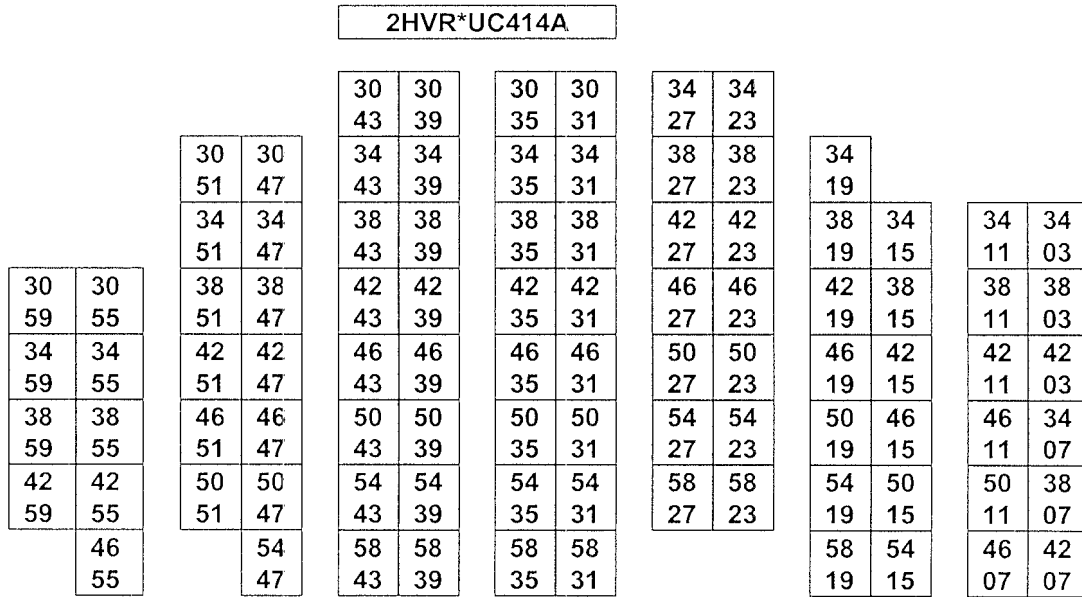 2HVR*UC414A
30 30 30 30 34 34
43 39 35 31 27 23
30 30 34 34 34 34 38 38 34
51 47 43 39 35 31 27 23 19
34 34 38 38 38 38 42 42 38 34 34 34
51 47 43 39 35 31 27 23 19 15 11 03
30 30 38 38 42 42 42 42 46 46 42 38 38 38
59 55 51 47 43 39 35 31 27 23 19 15 11 03
34 34 42 42 46 46 46 46 50 50 46 42 42 42
59 55 51 47 43 39 35 31 27 23 19 15 11 03
38 38 46 46 50 50 50 50 54 54 50 46 46 34
59 55 51 47 43 39 35 31 27 23 19 15 11 07
42 42 50 50 54 54 54 54 58 58 54 50 50 38
59 55 51 47 43 39 35 31 27 23 19 15 11 07
46 54 58 58 58 58 58 54 46 42
55 47 43 39 35 31 19 15 07 07